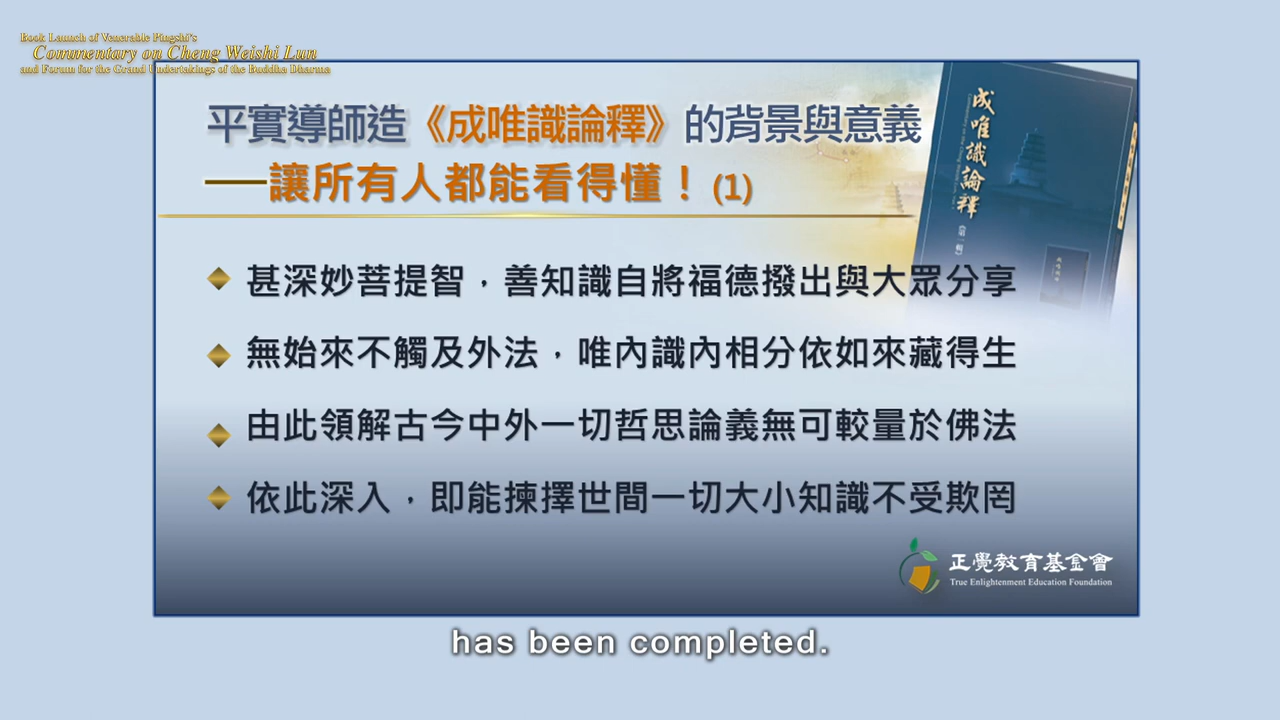 Book Launch of Venerable Pingshi's
Commentary on Cheng Weishi Lun
and Forum for the Grand Undertakings of the Buddha Dharma
平實導師造《成唯識論釋》的背景與意義
──讓所有人都能看得懂！(1)
成唯識論釋
《第一輯》
甚深妙菩提智，善知識自將福德撥出與大眾分享
無始來不觸及外法，唯內識內相分依如來藏得生
由此領解古今中外一切哲思論義無可較量於佛法
依此深入，即能揀擇世間一切大小知識不受欺罔
正覺教育基金會
True Enlightenment Education Foundation
has been completed.